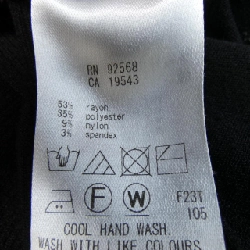 RN 92568
CA 19543
53% rayon
35% polyester
9% nylon
3% spandex
F W F23T
105
COOL HAND WASH.
WASH WITH LIKE COLOURS